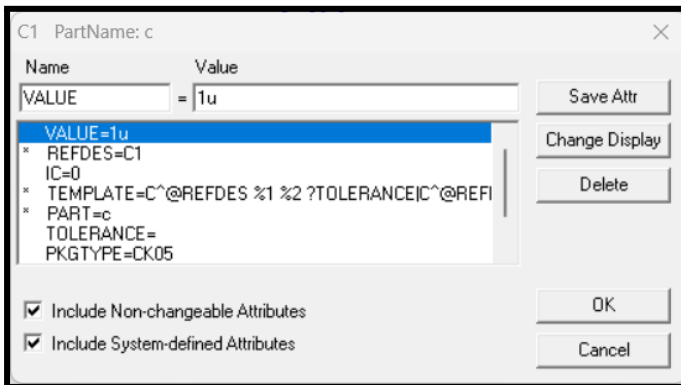 C1 PartName: c
Name Value
VALUE = 1u
Save Attr
VALUE=1u
Change Display
* REFDES=C1
IC=0
Delete
* TEMPLATE=C^@REFDES %1 %2 ?TOLERANCE|C^@REFI
* PART=c
TOLERANCE=
PKGTYPE=CK05
Include Non-changeable Attributes
OK
Include System-defined Attributes
Cancel